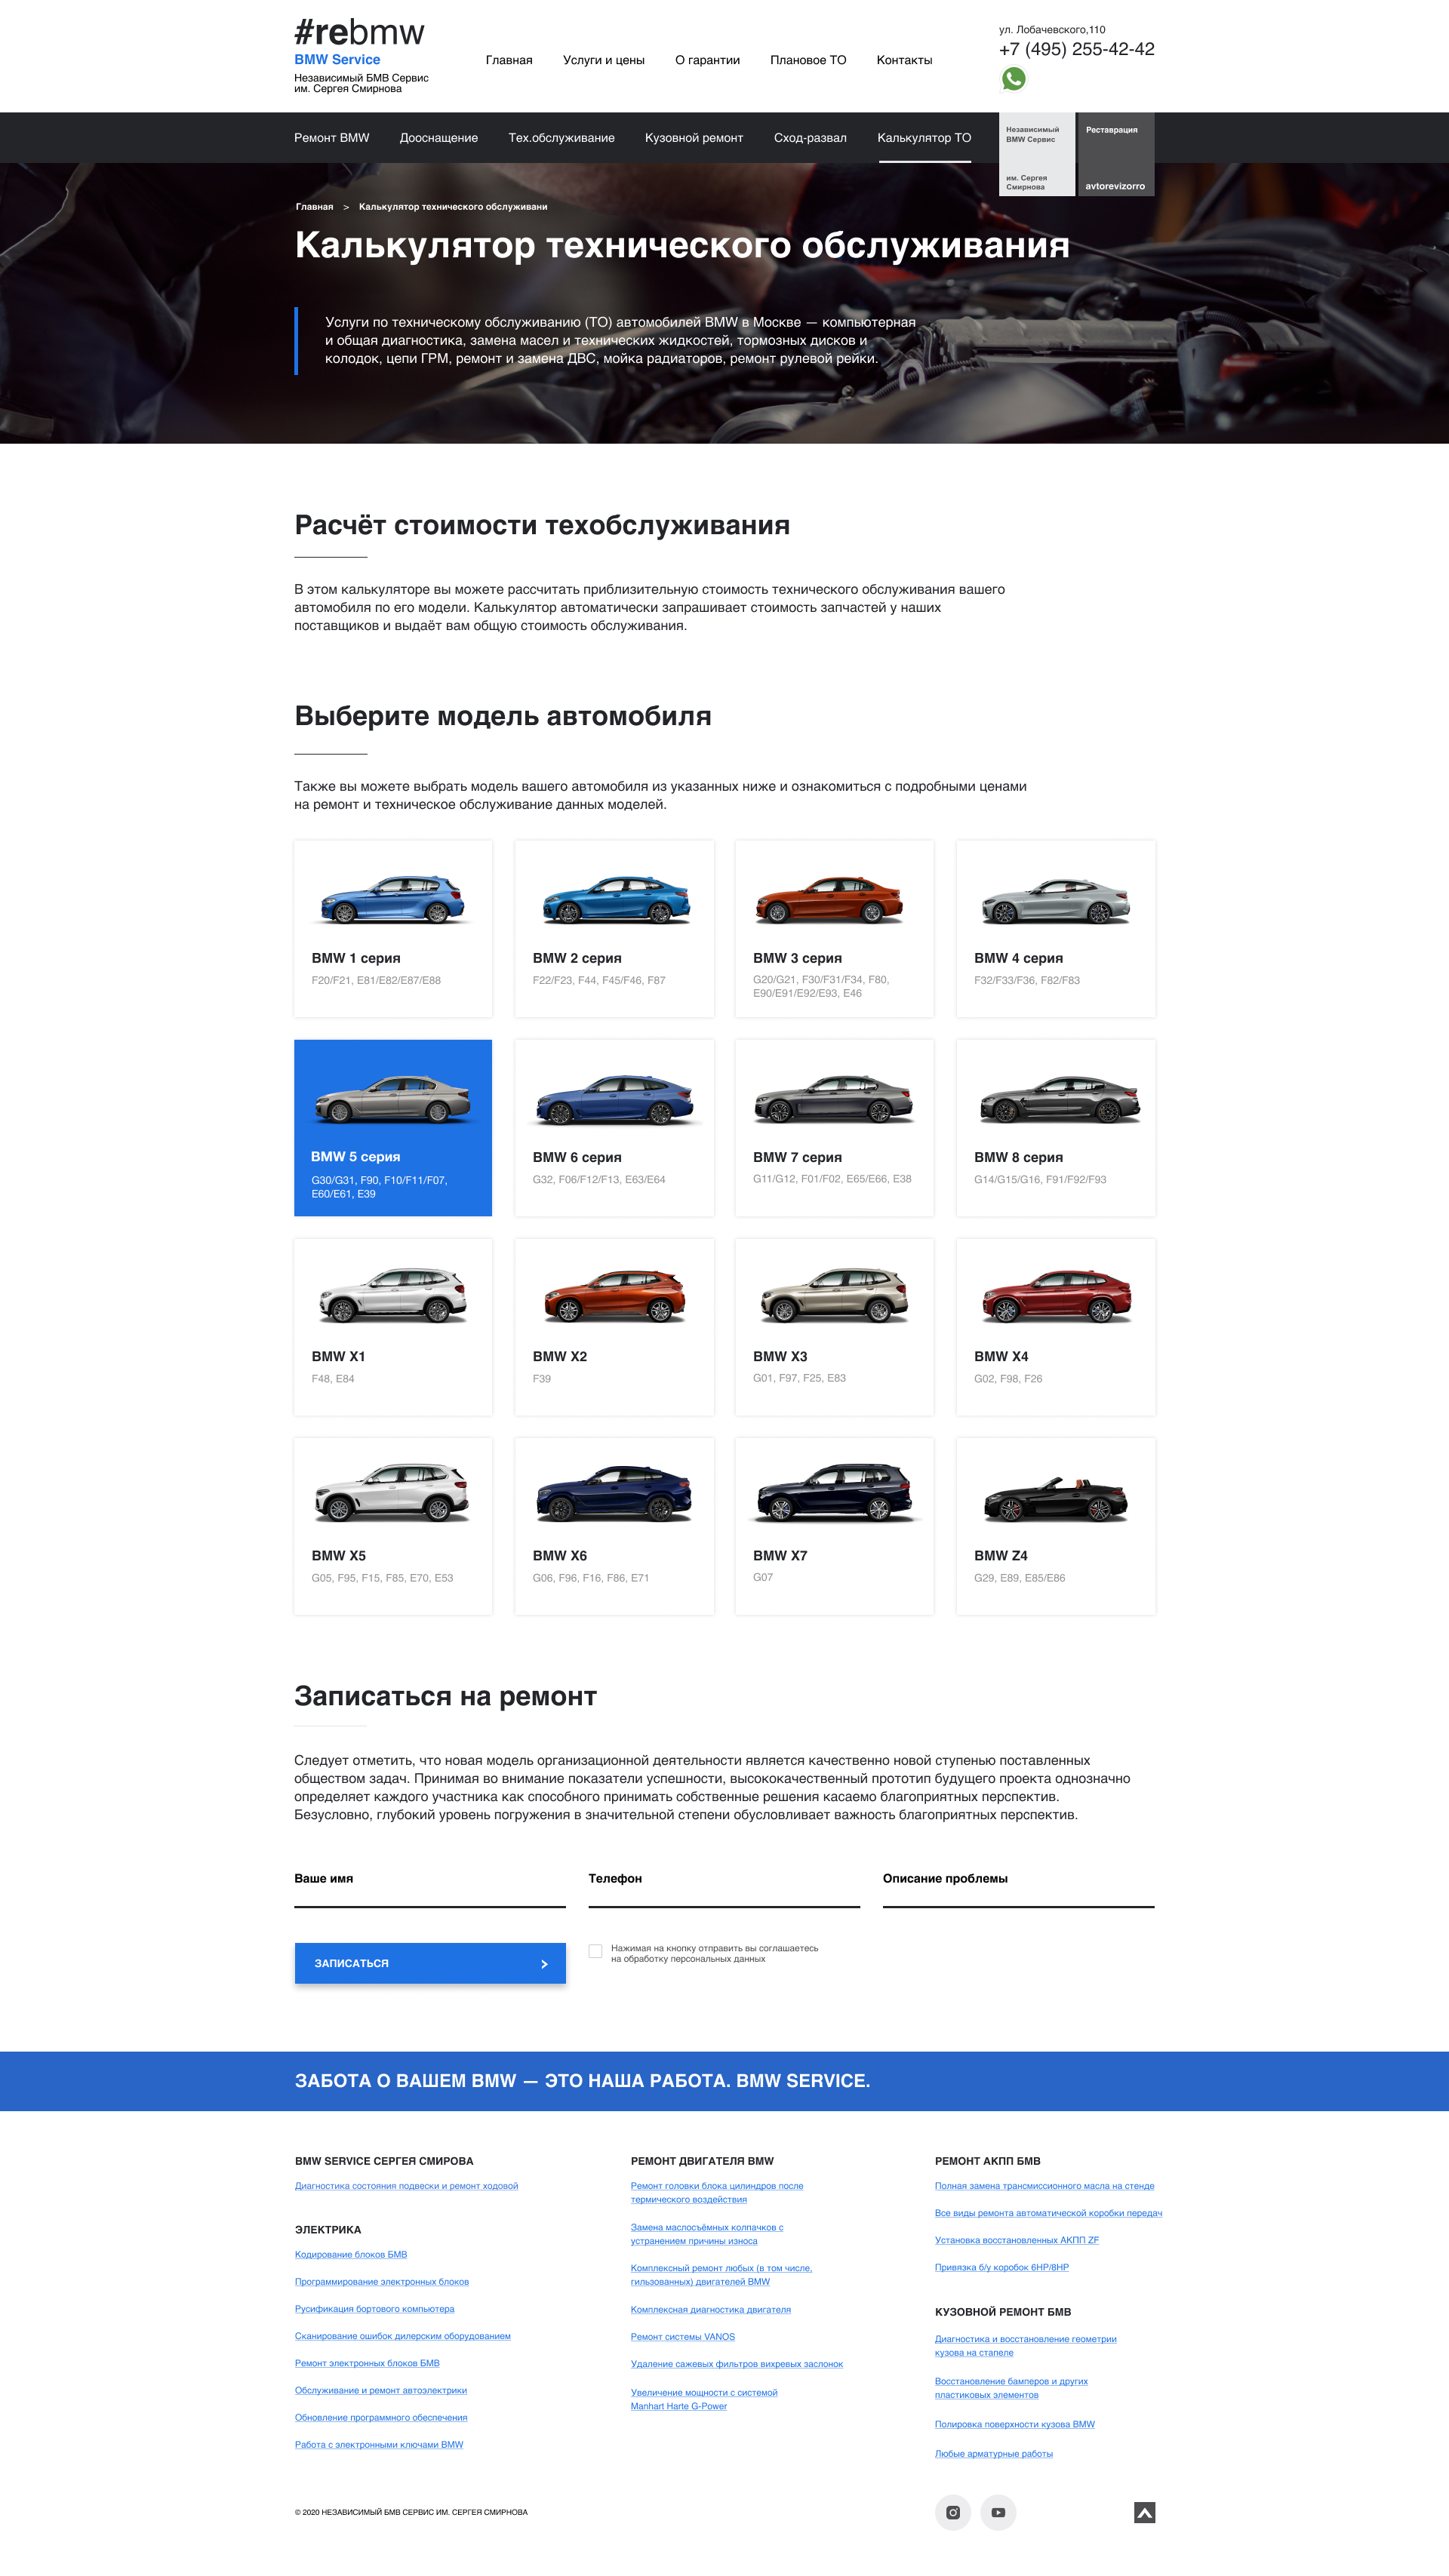 #rebmw
BMW Service
Независимый БМВ Сервис
им. Сергея Смирнова
Главная
Услуги и цены
О гарантии
Плановое ТО
Контакты
ул. Лобачевского,110
+7 (495) 255-42-42
Ремонт BMW
Дооснащение
Тех.обслуживание
Кузовной ремонт
Сход-развал
Калькулятор ТО
Независимый
BMW Сервис
им. Сергея
Смирнова
Реставрация
avtorevizorro
Главная > Калькулятор технического обслуживани
Калькулятор технического обслуживания
Услуги по техническому обслуживанию (ТО) автомобилей BMW в Москве — компьютерная
и общая диагностика, замена масел и технических жидкостей, тормозных дисков и
колодок, цепи ГРМ, ремонт и замена ДВС, мойка радиаторов, ремонт рулевой рейки.
Расчёт стоимости техобслуживания
В этом калькуляторе вы можете рассчитать приблизительную стоимость технического обслуживания вашего
автомобиля по его модели. Калькулятор автоматически запрашивает стоимость запчастей у наших
поставщиков и выдаёт вам общую стоимость обслуживания.
Выберите модель автомобиля
Также вы можете выбрать модель вашего автомобиля из указанных ниже и ознакомиться с подробными ценами
на ремонт и техническое обслуживание данных моделей.
BMW 1 серия
F20/F21, E81/E82/E87/E88
BMW 2 серия
F22/F23, F44, F45/F46, F87
BMW 3 серия
G20/G21, F30/F31/F34, F80,
E90/E91/E92/E93, E46
BMW 4 серия
F32/F33/F36, F82/F83
BMW 5 серия
G30/G31, F90, F10/F11/F07,
E60/E61, E39
BMW 6 серия
G32, F06/F12/F13, E63/E64
BMW 7 серия
G11/G12, F01/F02, E65/E66, E38
BMW 8 серия
G14/G15/G16, F91/F92/F93
BMW X1
F48, E84
BMW X2
F39
BMW X3
G01, F97, F25, E83
BMW X4
G02, F98, F26
BMW X5
G05, F95, F15, F85, E70, E53
BMW X6
G06, F96, F16, F86, E71
BMW X7
G07
BMW Z4
G29, E89, E85/E86
Записаться на ремонт
Следует отметить, что новая модель организационной деятельности является качественно новой ступенью поставленных
обществом задач. Принимая во внимание показатели успешности, высококачественный прототип будущего проекта однозначно
определяет каждого участника как способного принимать собственные решения касаемо благоприятных перспектив.
Безусловно, глубокий уровень погружения в значительной степени обусловливает важность благоприятных перспектив.
Ваше имя
Телефон
Описание проблемы
ЗАПИСАТЬСЯ
Нажимая на кнопку отправить вы соглашаетесь
на обработку персональных данных
ЗАБОТА О ВАШЕМ BMW — ЭТО НАША РАБОТА. BMW SERVICE.
BMW SERVICE СЕРГЕЯ СМИРОВА
Диагностика состояния подвески и ремонт ходовой
ЭЛЕКТРИКА
Кодирование блоков БМВ
Программирование электронных блоков
Русификация бортового компьютера
Сканирование ошибок дилерским оборудованием
Ремонт электронных блоков БМВ
Обслуживание и ремонт автоэлектрики
Обновление программного обеспечения
Работа с электронными ключами BMW
РЕМОНТ ДВИГАТЕЛЯ BMW
Ремонт головки блока цилиндров после
термического воздействия
Замена маслосъёмных колпачков с
устранением причины износа
Комплексный ремонт любых (в том числе,
гильзованных) двигателей BMW
Комплексная диагностика двигателя
Ремонт системы VANOS
Удаление сажевых фильтров вихревых заслонок
Увеличение мощности с системой
Manhart Harte G-Power
РЕМОНТ АКПП БМВ
Полная замена трансмиссионного масла на стенде
Все виды ремонта автоматической коробки передач
Установка восстановленных АКПП ZF
Привязка б/у коробок 6HP/8HP
КУЗОВНОЙ РЕМОНТ БМВ
Диагностика и восстановление геометрии
кузова на стапеле
Восстановление бамперов и других
пластиковых элементов
Полировка поверхности кузова BMW
Любые арматурные работы
© 2020 НЕЗАВИСИМЫЙ БМВ СЕРВИС ИМ. СЕРГЕЯ СМИРНОВА